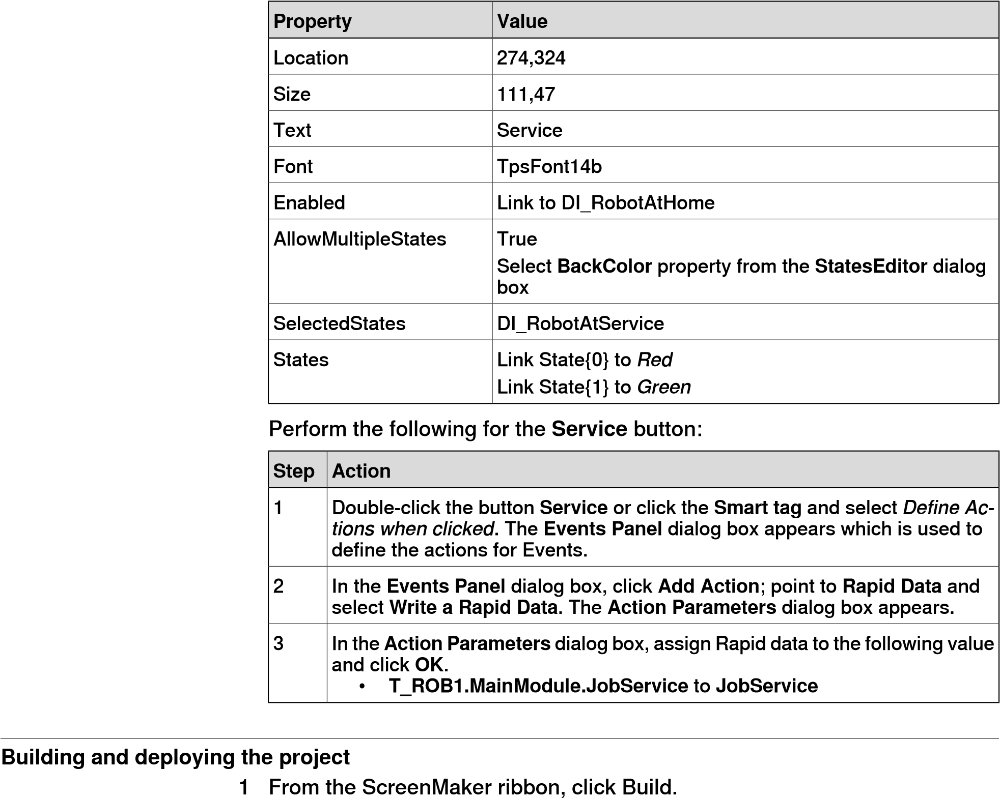 Property Value
Location 274,324
Size 111,47
Text Service
Font TpsFont14b
Enabled Link to DI_RobotAtHome
AllowMultipleStates True
Select BackColor property from the StatesEditor dialog
box
SelectedStates DI_RobotAtService
States Link State{0} to Red
Link State{1} to Green
Perform the following for the Service button:
Step Action
1 Double-click the button Service or click the Smart tag and select Define Ac-
tions when clicked. The Events Panel dialog box appears which is used to
define the actions for Events.
2 In the Events Panel dialog box, click Add Action; point to Rapid Data and
select Write a Rapid Data. The Action Parameters dialog box appears.
3 In the Action Parameters dialog box, assign Rapid data to the following value
and click OK.
• T_ROB1.MainModule.JobService to JobService
Building and deploying the project
1 From the ScreenMaker ribbon, click Build.